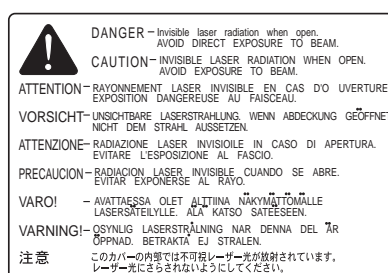 DANGER – Invisible laser radiation when open.
AVOID DIRECT EXPOSURE TO BEAM.
CAUTION – INVISIBLE LASER RADIATION WHEN OPEN.
AVOID EXPOSURE TO BEAM.
ATTENTION – RAYONNEMENT LASER INVISIBLE EN CAS D'O UVERTURE
EXPOSITION DANGEREUSE AU FAISCEAU.
VORSICHT – UNSICHTBARE LASERSTRAHLUNG. WENN ABDECKUNG GEÖFFNET
NICHT DEM STRAHL AUSSETZEN.
ATTENZIONE – RADIAZIONE LASER INVISIOILE IN CASO DI APERTURA.
EVITARE L'ESPOSIZIONE AL FASCIO.
PRECAUCION – RADIACION LASER INVISIBLE CUANDO SE ABRE.
EVITAR EXPONERSE AL RAYO.
VARO! – AVATTAESSA OLET ALTTIINA NÄKYMÄTTÖMÄLLE
LASERSÄTEILYLLE. ÄLÄ KATSO SÄTEESEEN.
VARNING! – OSYNLIG LASERSTRÅLNING NAR DENNA DEL ÄR
ÖPPNAD. BETRAKTA EJ STRALEN.
注意 このカバーの内部では不可視レーザー光が放射されています。
レーザー光にさらされないようにしてください。